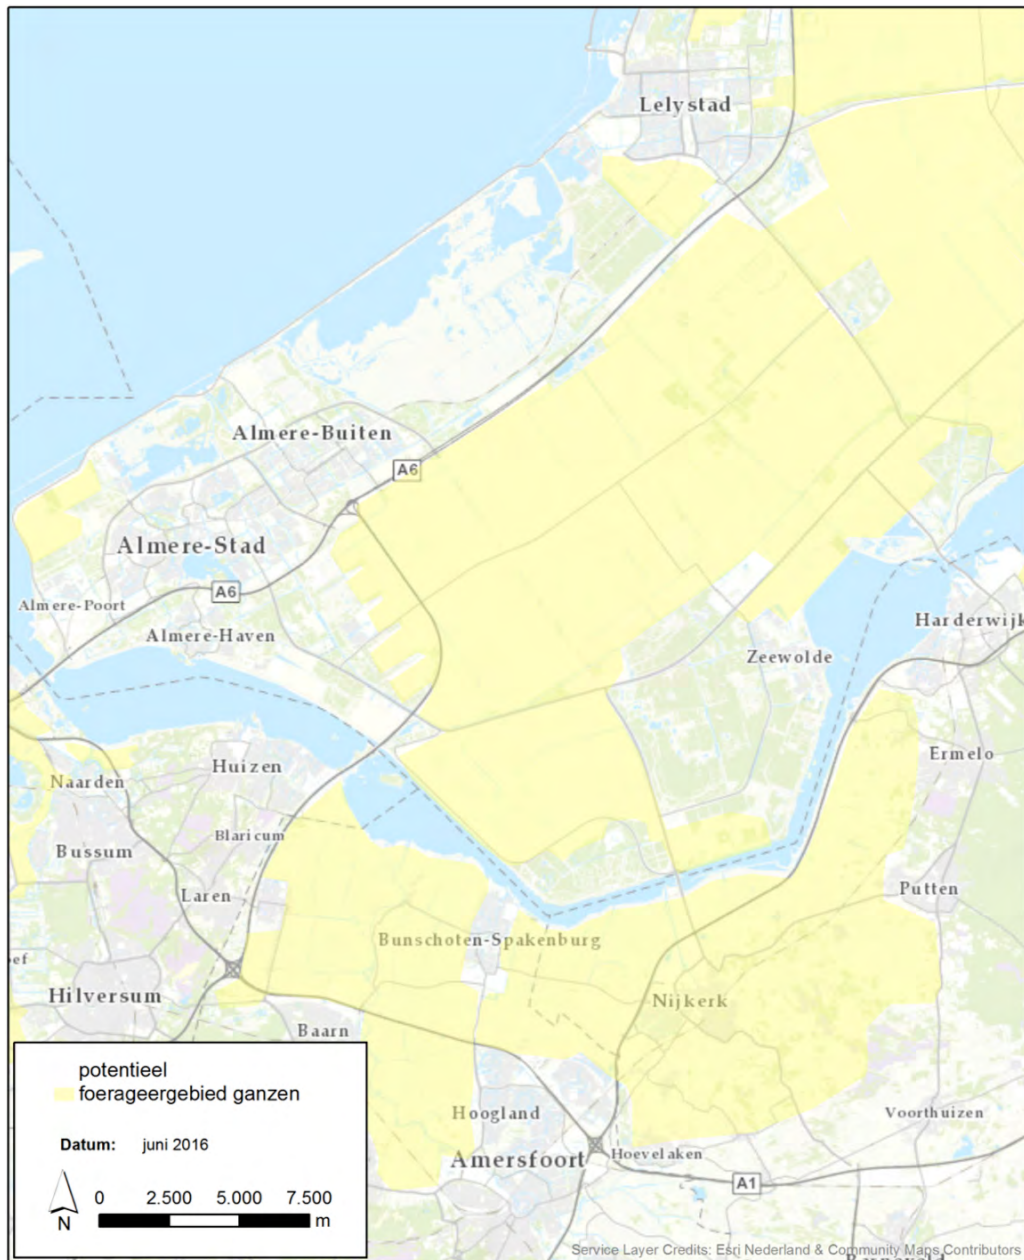 Lelystad
Almere-Buiten
A6
Almere-Stad
A6
Almere-Poort
Almere-Haven
Harderwijk
Zeewolde
Ermelo
Huizen
Naarden
Blaricum
Bussum
Laren
Putten
Bunschoten-Spakenburg
Hilversum
Nijkerk
Baarn
potentieel
foerageergebied ganzen
Hoogland
Voorthuizen
Datum: juni 2016
Hoevelaken
Amersfoort
A1
0 2.500 5.000 7.500
m
N
Service Layer Credits: Esri Nederland & Community Maps Contributors